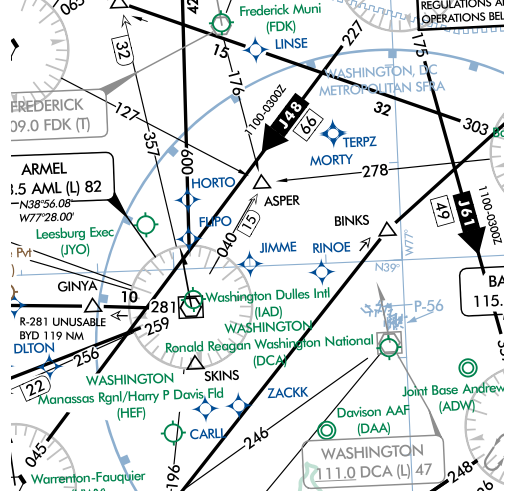 065
42
Frederick Muni
(FDK)
LINSE
15
227
175
REGULATIONS A
OPERATIONS BEL
32
176
WASHINGTON, DC
METROPOLITAN SFRA
1100-0300Z
J48
66
32
303
FREDERICK
09.0 FDK (T)
127
357
009
TERPZ
MORTY
278
ARMEL
3.5 AML (L) 82
N38°56.08'
W77°28.00'
HORTO
ASPER
FLIPO
15
040
BINKS
1100-0300Z
49
J61
Leesburg Exec
(JYO)
Pvt
JIMME
RINOE
W77°
N39°
GINYA
10
281
259
R-281 UNUSABLE
BYD 119 NM
Washington Dulles Intl
(IAD)
WASHINGTON
Ronald Reagan Washington National
(DCA)
P-56
BA
115.
DLTON
256
22
SKINS
WASHINGTON
Manassas Rgnl/Harry P Davis Fld
(HEF)
ZACKK
CARLI
Joint Base Andrew
(ADW)
Davison AAF
(DAA)
045
246
WASHINGTON
111.0 DCA (L) 47
248
Warrenton-Fauquier
196